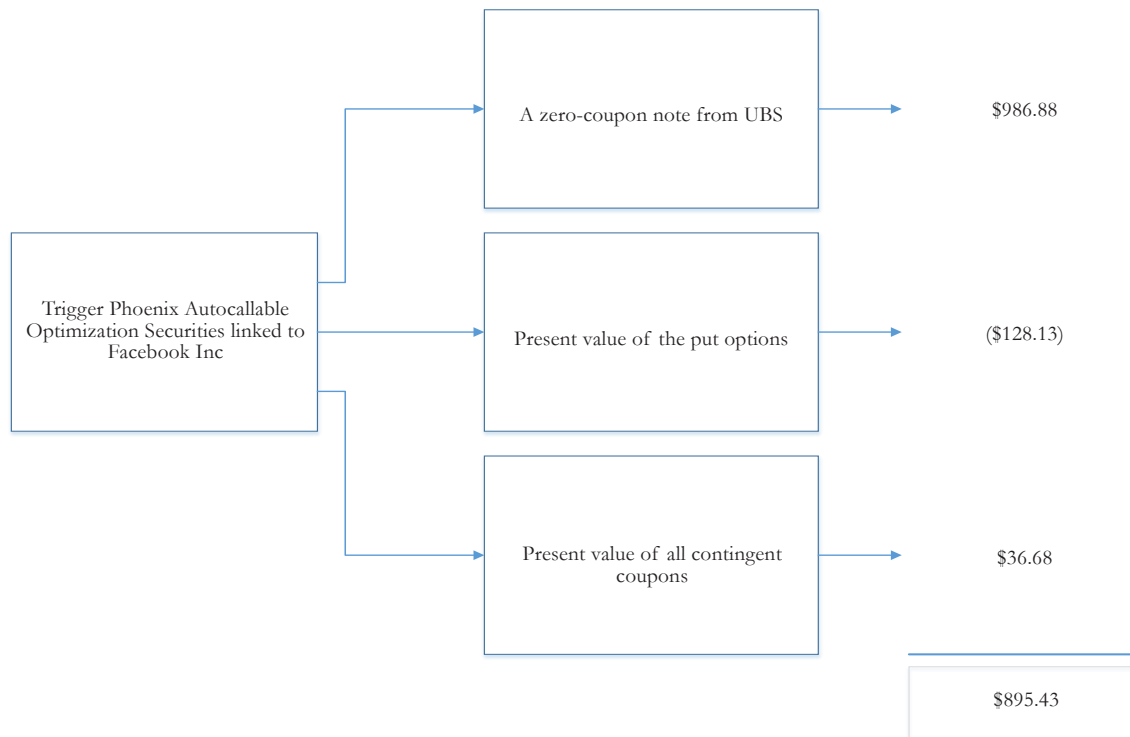 A zero-coupon note from UBS
$986.88
Trigger Phoenix Autocallable
Optimization Securities linked to
Facebook Inc
Present value of the put options
($128.13)
Present value of all contingent
coupons
$36.68
$895.43